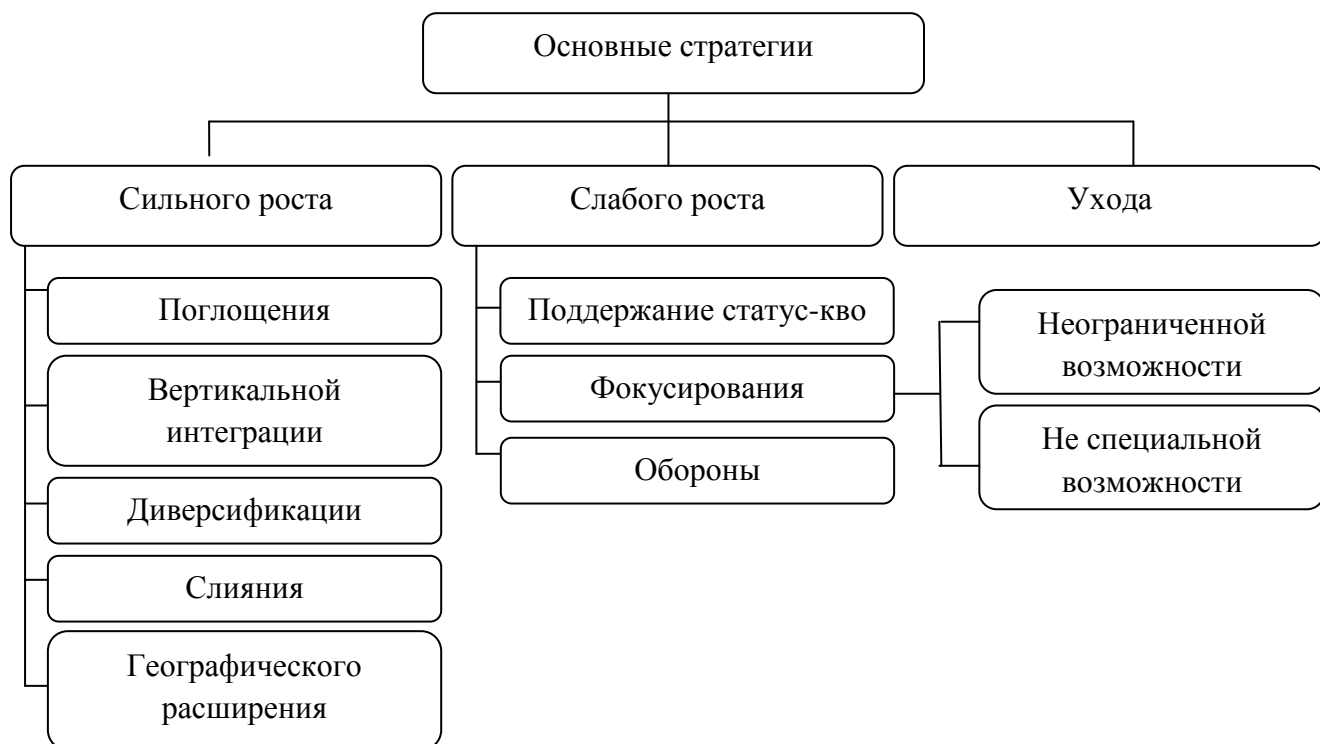 Основные стратегии
Сильного роста
Слабого роста
Ухода
Поглощения
Вертикальной
интеграции
Диверсификации
Слияния
Географического
расширения
Поддержание статус-кво
Фокусирования
Обороны
Неограниченной
возможности
Не специальной
возможности